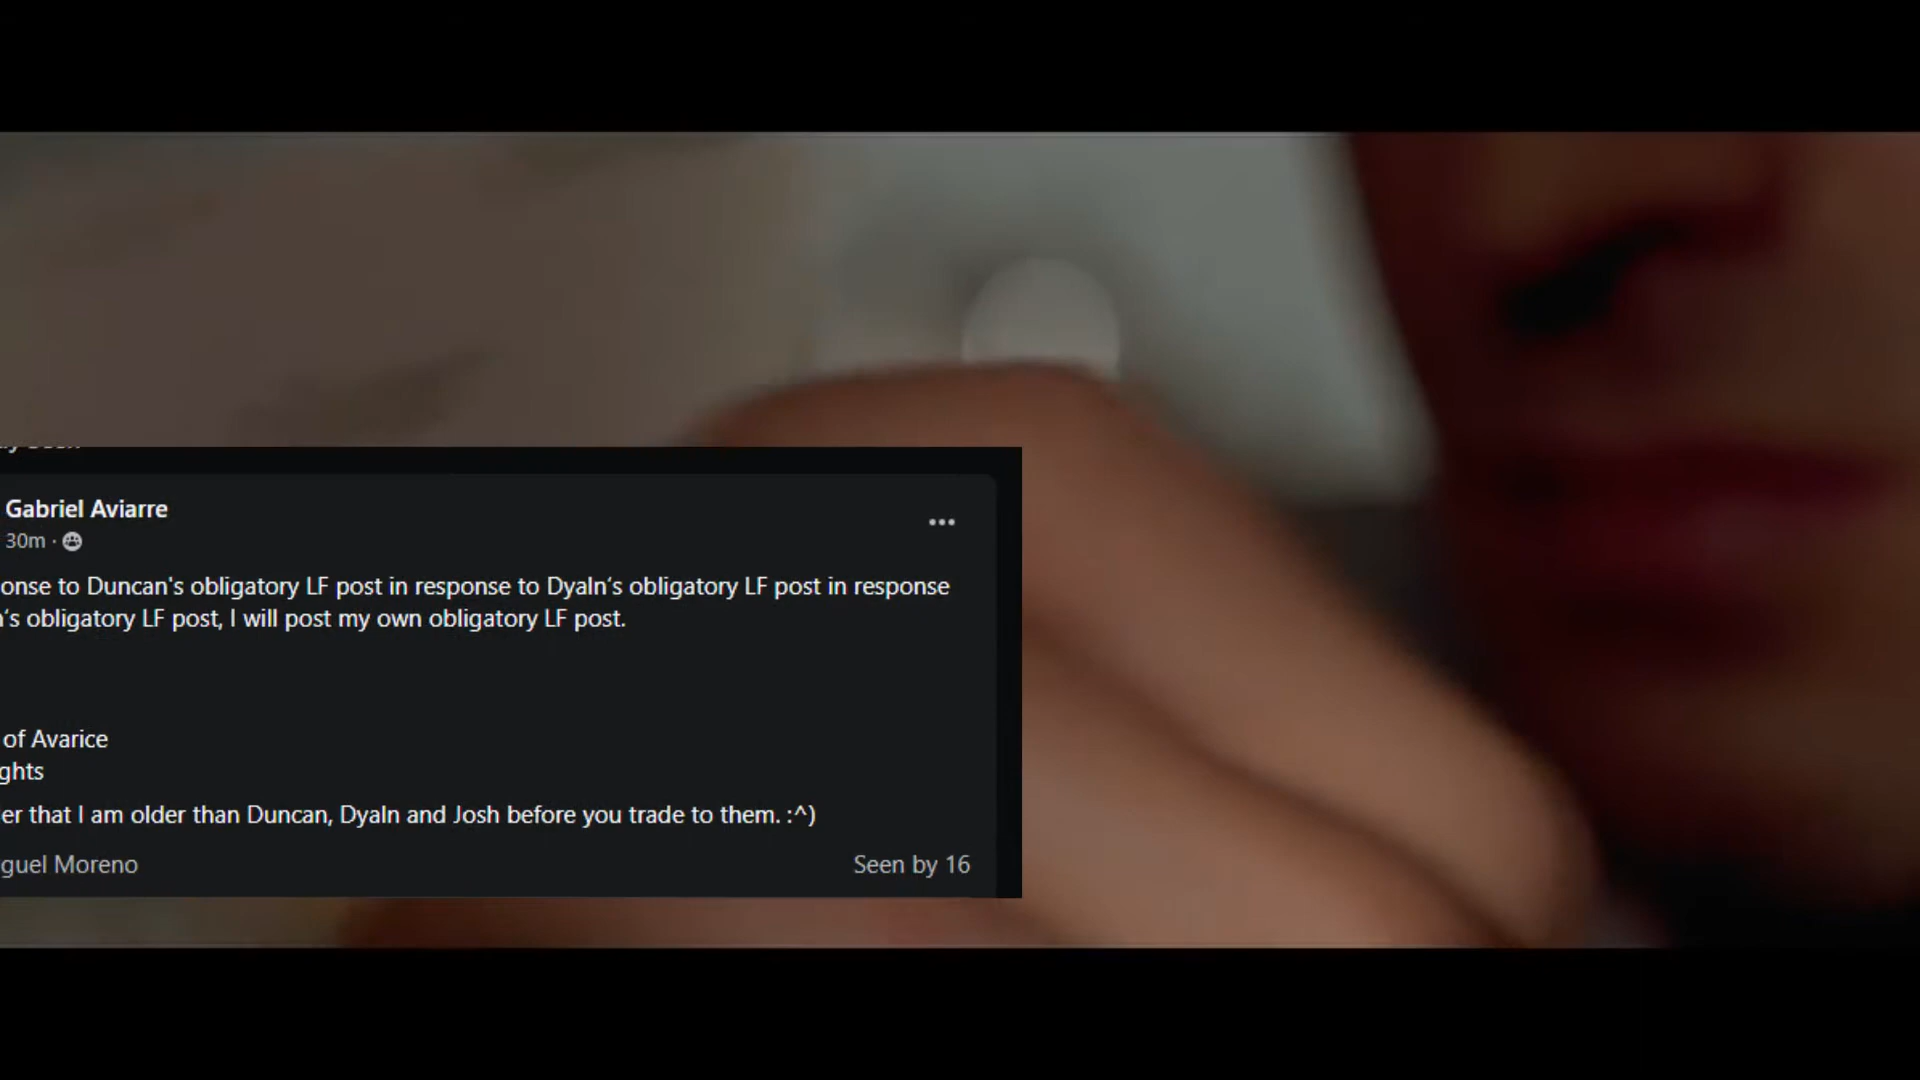 Gabriel Aviarre
30m ·
onse to Duncan's obligatory LF post in response to Dyaln's obligatory LF post in response
's obligatory LF post, I will post my own obligatory LF post.
of Avarice
ghts
er that I am older than Duncan, Dyaln and Josh before you trade to them. :^)
guel Moreno
Seen by 16